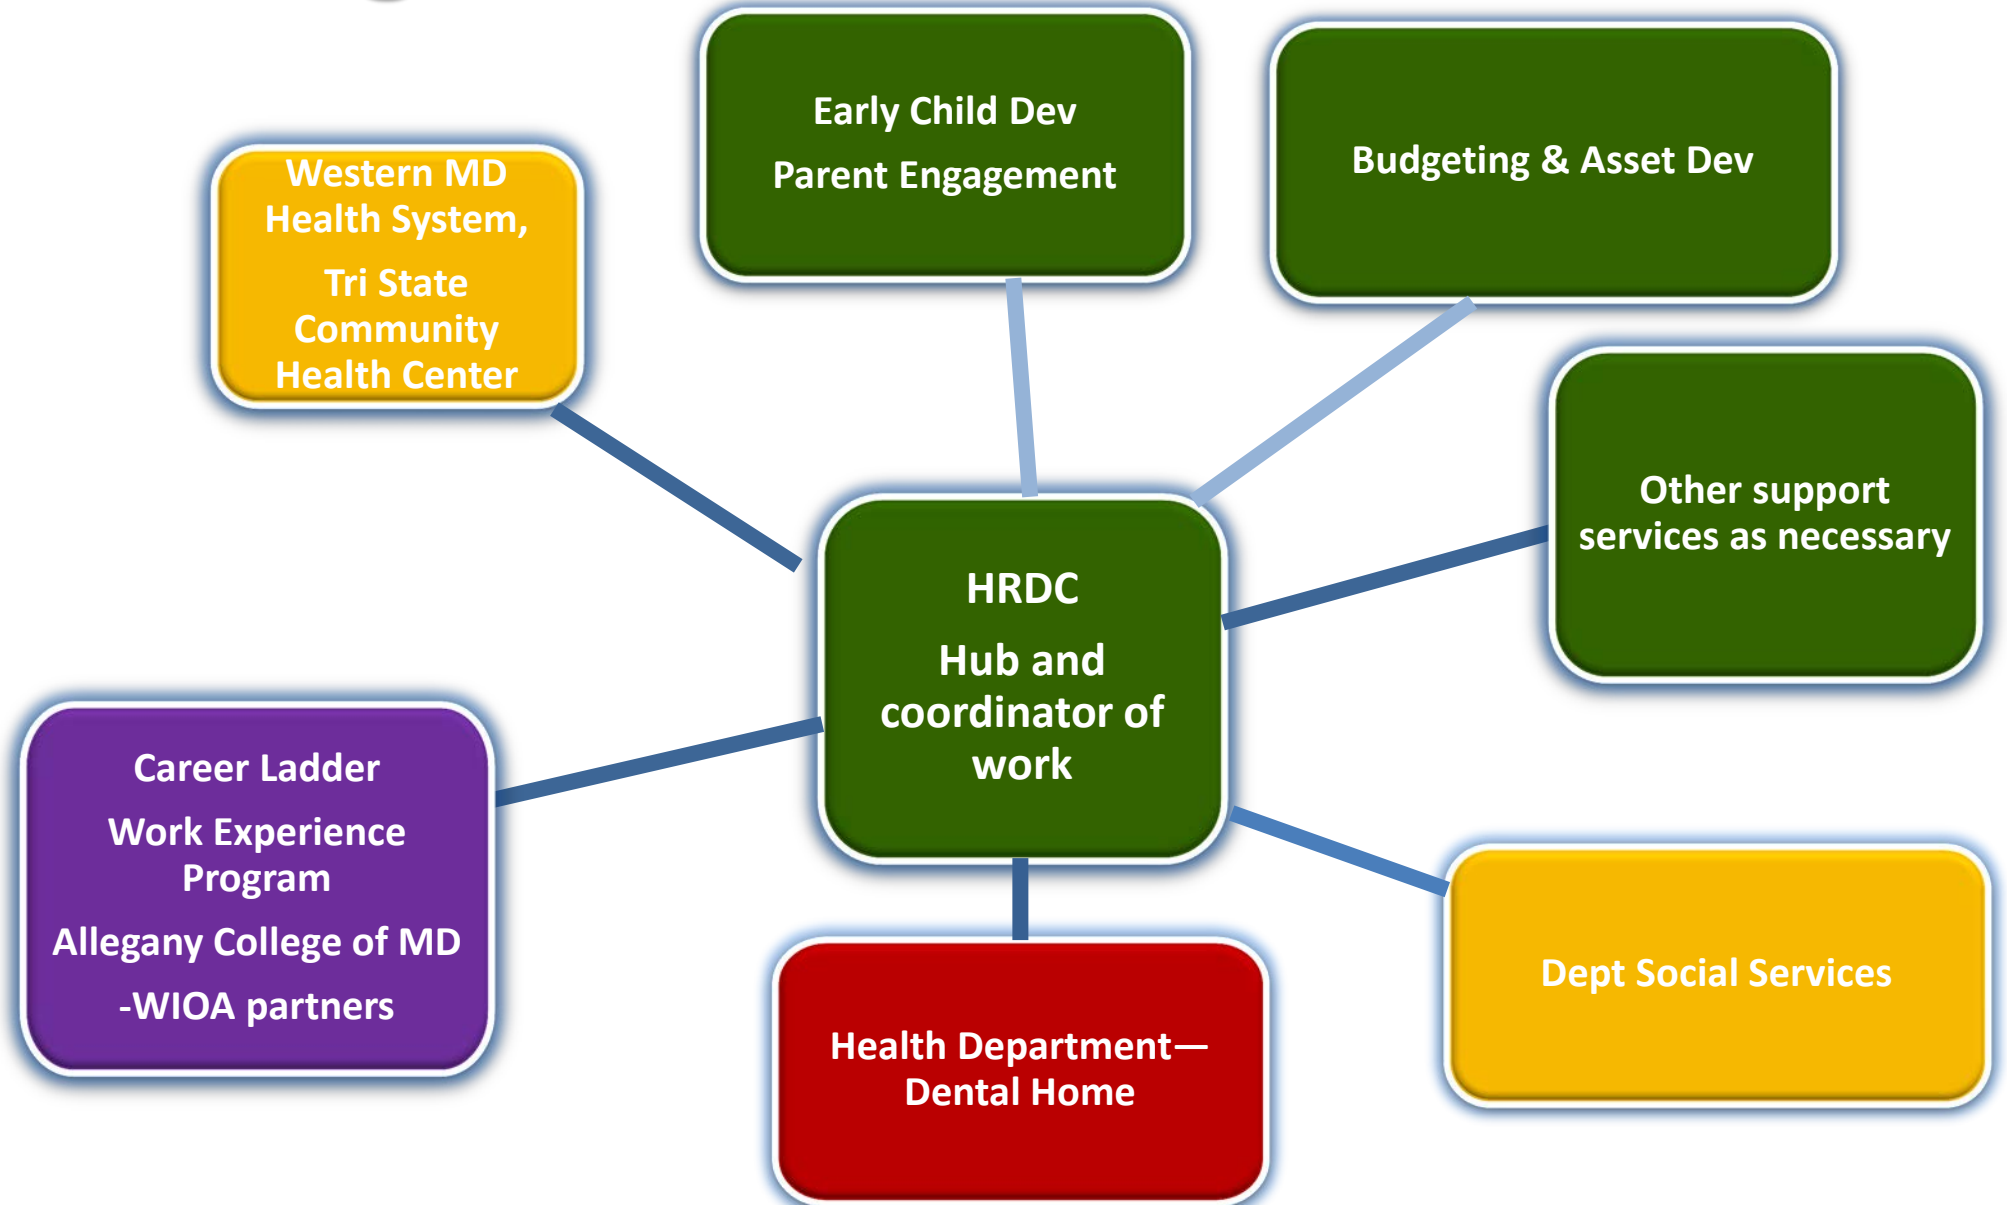 Early Child Dev
Parent Engagement
Budgeting & Asset Dev
Western MD
Health System,
Tri State
Community
Health Center
Other support
services as necessary
HRDC
Hub and
coordinator of
work
Career Ladder
Work Experience
Program
Allegany College of MD
-WIOA partners
Dept Social Services
Health Department—
Dental Home